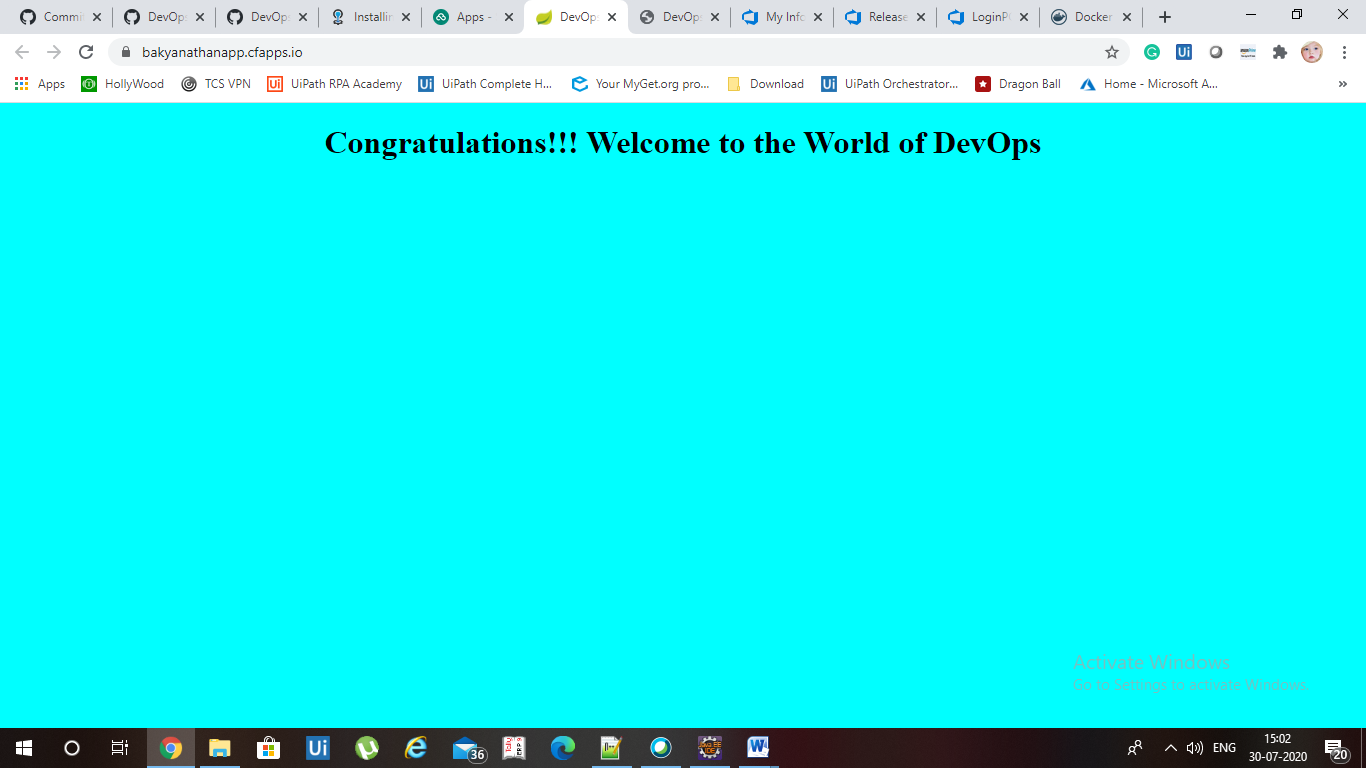 Commi
DevOp
DevOp
Installin
Apps -
DevOp
DevOp
My Info
Release
LoginP
Docker
bakyanathanapp.cfapps.io
Apps
HollyWood
TCS VPN
UiPath RPA Academy
UiPath Complete H...
Your MyGet.org pro...
Download
UiPath Orchestrator...
Dragon Ball
Home - Microsoft A...
Congratulations!!! Welcome to the World of DevOps
Activate Windows
Go to Settings to activate Windows.
36
ENG
15:02
30-07-2020
20